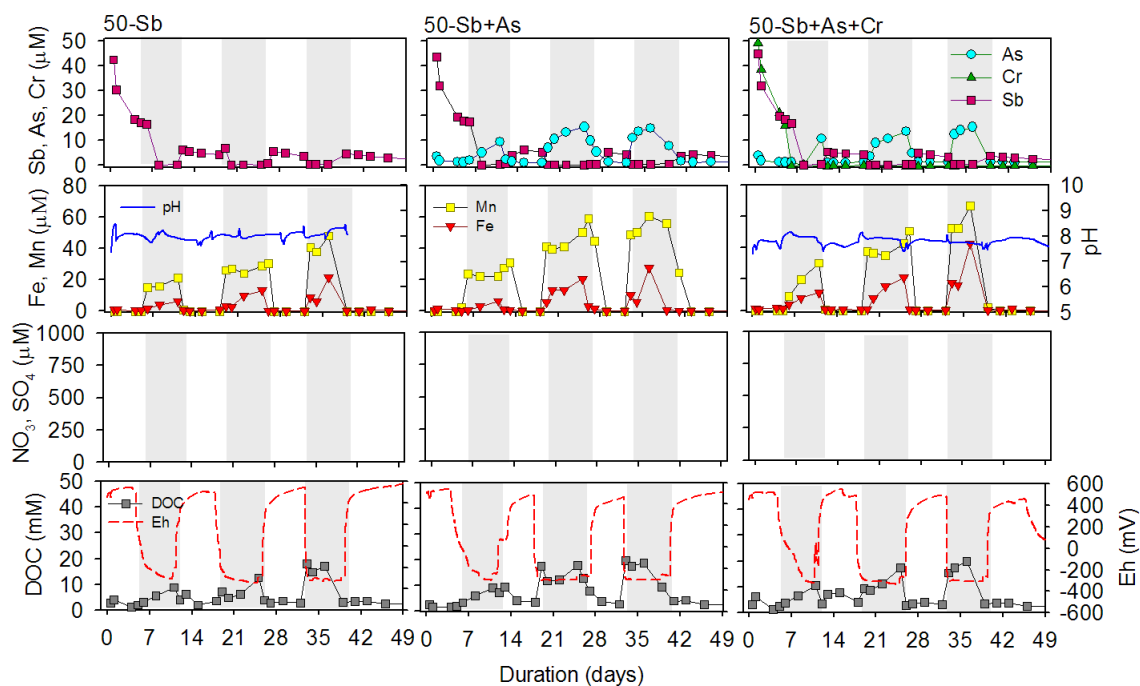 50-Sb
50-Sb+As
50-Sb+As+Cr
Sb, As, Cr (μM)
50
40
30
20
10
0
As
Cr
Sb
Fe, Mn (μM)
80
60
40
20
0
pH
Mn
Fe
10
9
8
7
6
5
pH
NO3, SO4 (μM)
1000
750
500
250
0
DOC (mM)
50
40
30
20
10
0
DOC
Eh
600
400
200
0
-200
-400
-600
Eh (mV)
0 7 14 21 28 35 42 49
0 7 14 21 28 35 42 49
0 7 14 21 28 35 42 49
Duration (days)